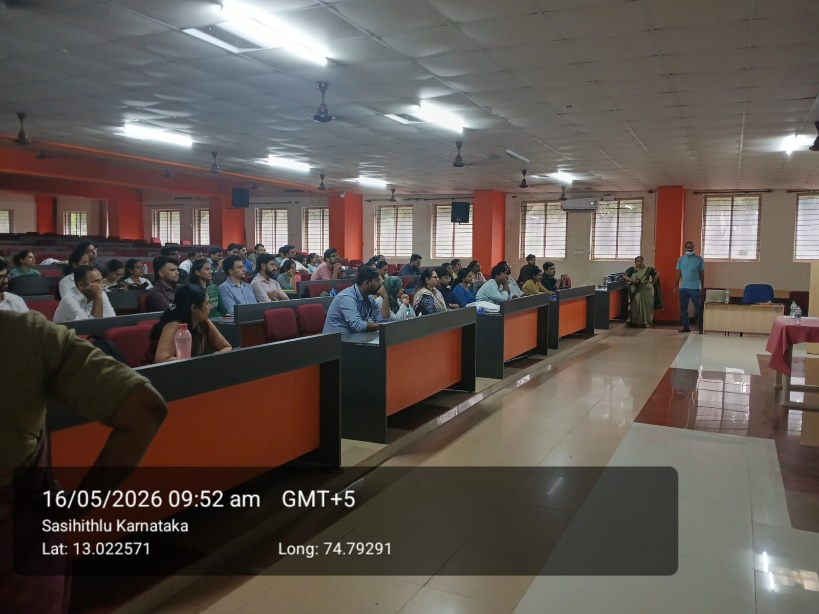 16/05/2026 09:52 am GMT+5
Sasihithlu Karnataka
Lat: 13.022571 Long: 74.79291